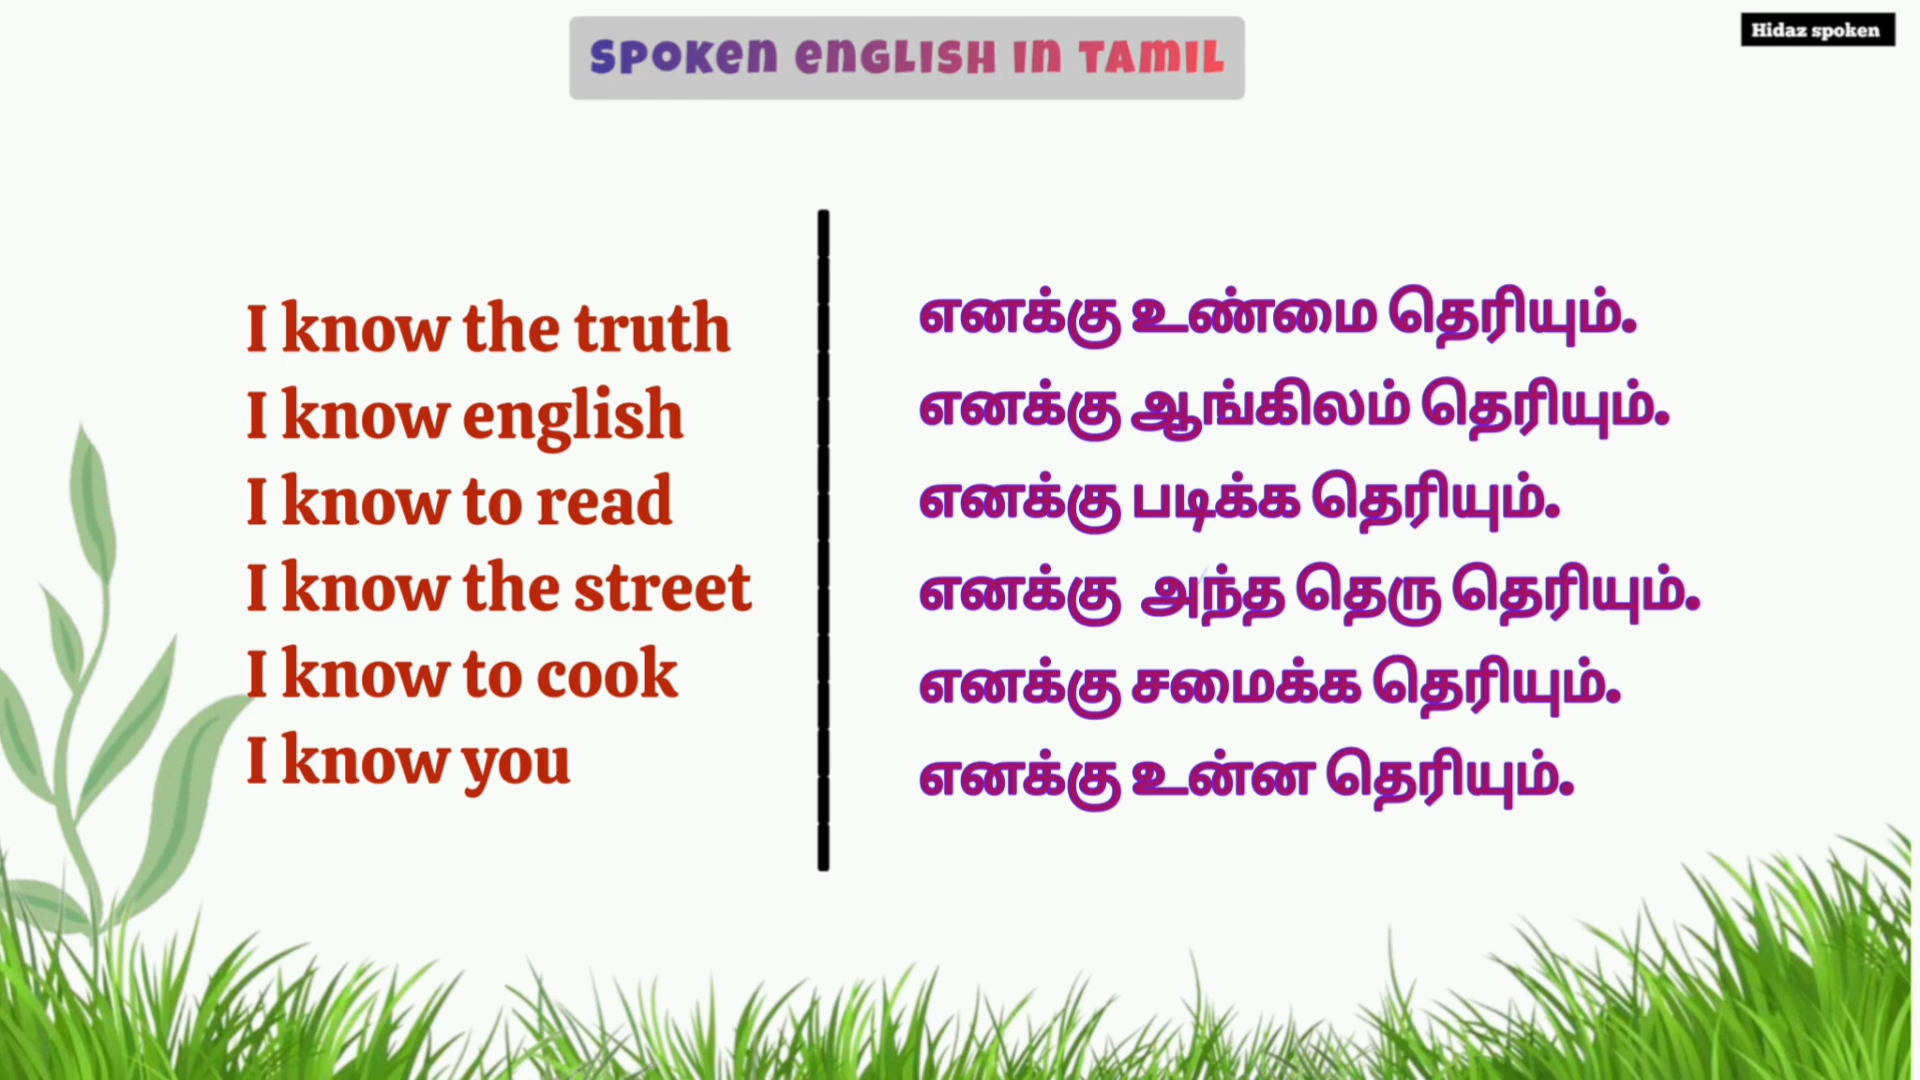 SPOKEN ENGLISH IN TAMIL
Hidaz spoken
I know the truth
I know english
I know to read
I know the street
I know to cook
I know you
எனக்கு உண்மை தெரியும்.
எனக்கு ஆங்கிலம் தெரியும்.
எனக்கு படிக்க தெரியும்.
எனக்கு அந்த தெரு தெரியும்.
எனக்கு சமைக்க தெரியும்.
எனக்கு உன்ன தெரியும்.